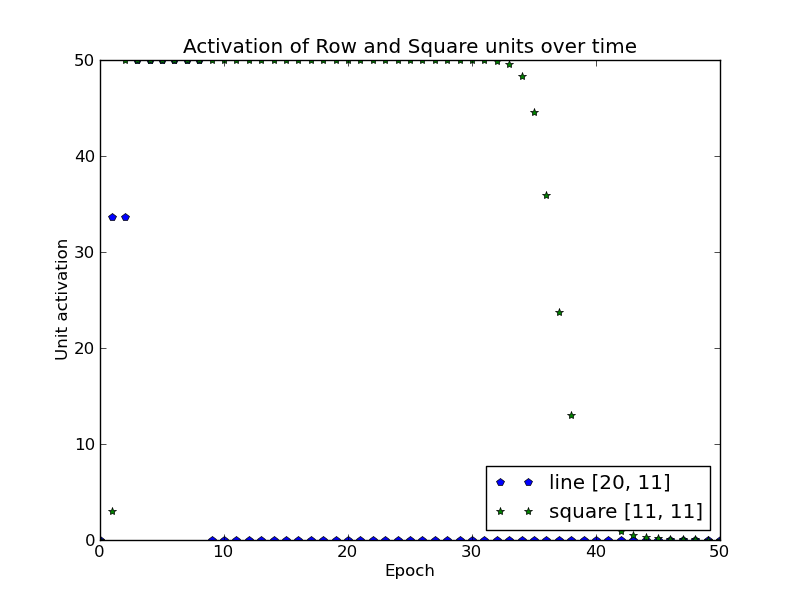 Activation of Row and Square units over time
50
40
30
20
10
0
Unit activation
line [20, 11]
square [11, 11]
0 10 20 30 40 50
Epoch